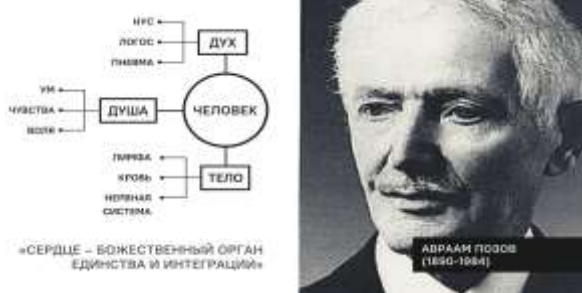 НУС
ЛОГОС
ПНЕВМА
ДУХ
УМ
ЧУВСТВА
ВОЛЯ
ДУША
ЧЕЛОВЕК
ЛИМФА
КРОВЬ
НЕРВНАЯ
СИСТЕМА
ТЕЛО
«СЕРДЦЕ – БОЖЕСТВЕННЫЙ ОРГАН
ЕДИНСТВА И ИНТЕГРАЦИИ»
АВРААМ ПОЗОВ
(1890-1984)